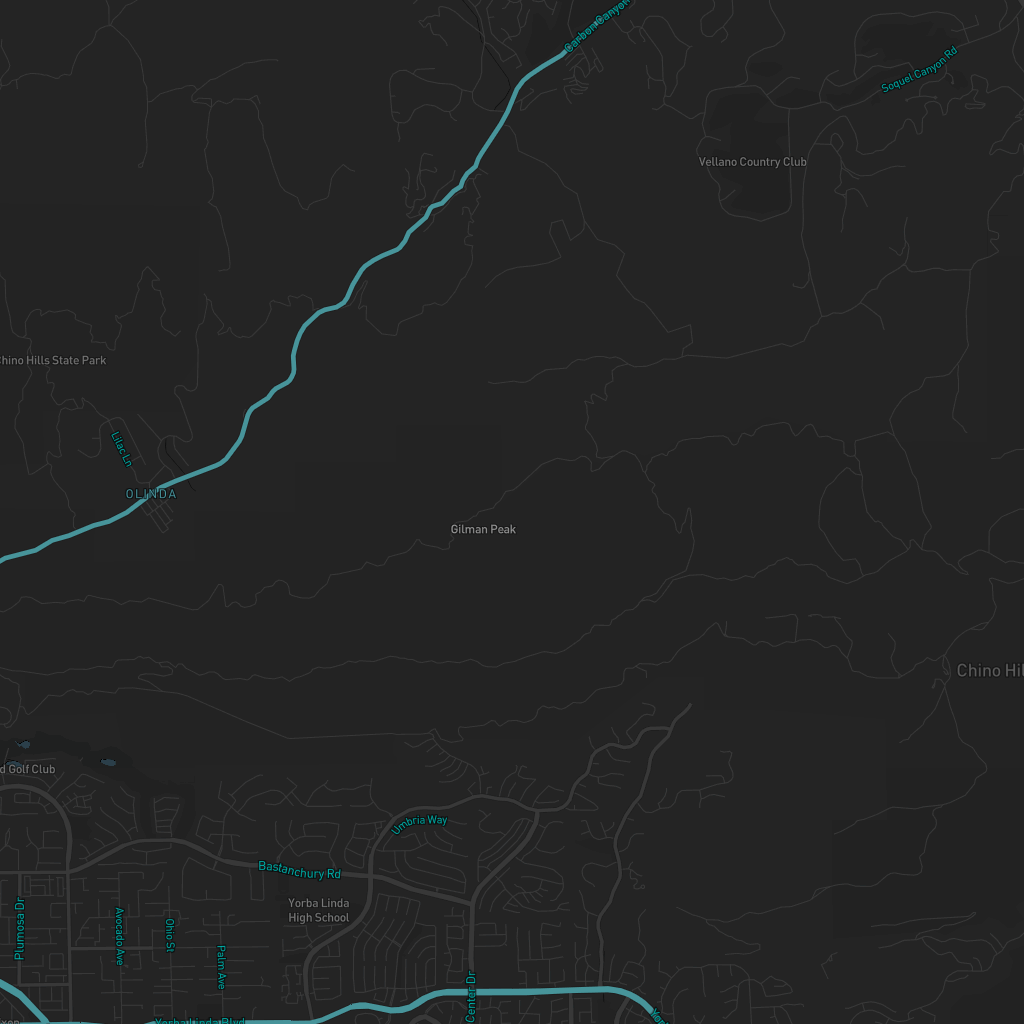 Carbon Canyon
Soquel Canyon Rd
Vellano Country Club
Chino Hills State Park
Lilac Ln
OLINDA
Gilman Peak
Chino Hil
d Golf Club
Umbria Way
Bastanchury Rd
Yorba Linda
High School
Plumosa Dr
Avocado Ave
Ohio St
Palm Ave
Center Dr
Yorba Linda Blvd